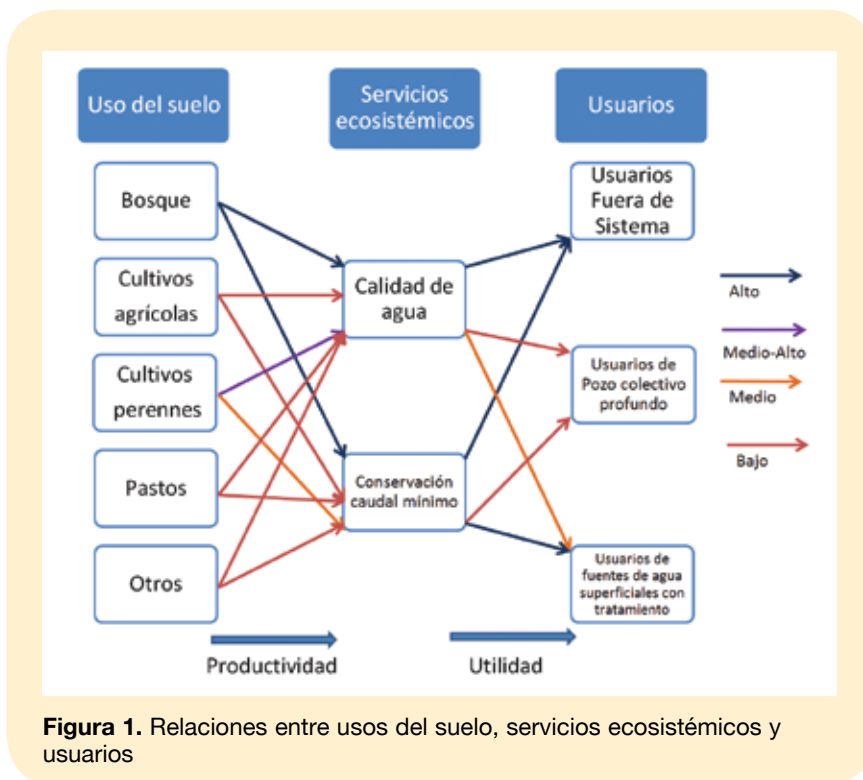 Uso del suelo
Servicios
ecosistémicos
Usuarios
Bosque
Cultivos
agrícolas
Cultivos
perennes
Pastos
Otros
Calidad de
agua
Conservación
caudal mínimo
Usuarios
Fuera de
Sistema
Usuarios de
Pozo colectivo
profundo
Usuarios de
fuentes de agua
superficiales con
tratamiento
Alto
Medio-Alto
Medio
Bajo
Productividad
Utilidad
Figura 1. Relaciones entre usos del suelo, servicios ecosistémicos y
usuarios